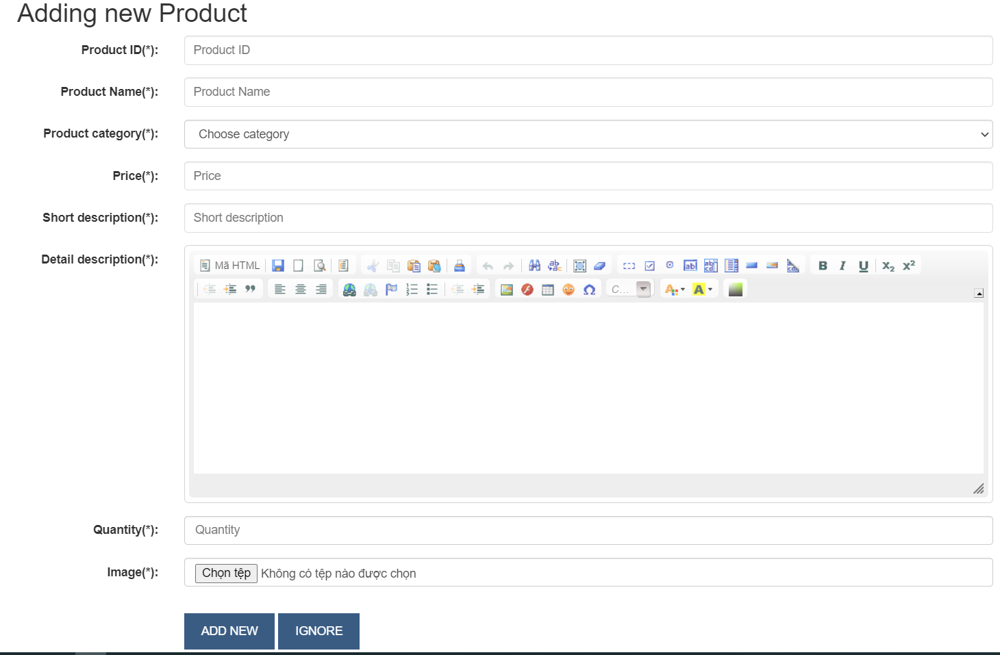 Adding new Product
Product ID(*): Product ID
Product Name(*): Product Name
Product category(*): Choose category
Price(*): Price
Short description(*): Short description
Detail description(*): Mã HTML
B I U X₂ X²
C...
A A
Quantity(*): Quantity
Image(*): Chọn tệp Không có tệp nào được chọn
ADD NEW IGNORE